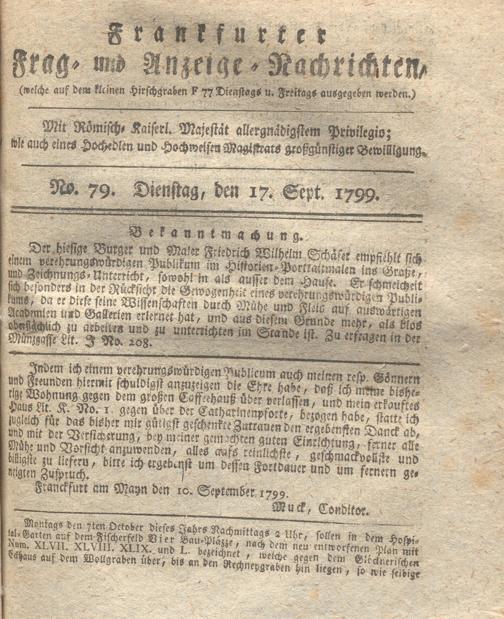 Frankfurter
Frag- und Anzeige-Nachrichten,
(welche auf dem kleinen Hirschgraben F 77 Dienstags u. Freitags ausgegeben werden.)
Mit Römisch-Kaiserl. Majestät allergnädigstem Privilegio;
wie auch eines Hochedlen und Hochweisen Magistrats großgünstiger Bewilligung.
No. 79. Dienstag, den 17. Sept. 1799.
Bekanntmachung.
Der hiesige Burger und Maler Friedrich Wilhelm Schäfer empfiehlt sich
einem verehrungswürdigen Publikum im Historien-Portraitmalen ins Große,
und Zeichnungs-Unterricht, sowohl in als ausser dem Hause. Er schmeichelt
sich besonders in der Rücksicht die Gewogenheit eines verehrungswürdigen Publi-
kums, da er diese seine Wissenschaften durch Mühe und Fleis auf auswärtigen
Academien und Gallerien erlernet hat, und aus diesem Grunde mehr, als blos
oberflächlich zu arbeiten und zu unterrichten im Stande ist. Zu erfragen in der
Münzgasse Lit. J No. 208.
Indem ich einem verehrungswürdigen Publicum auch meinen resp. Gönnern
und Freunden hiermit schuldigst anzuzeigen die Ehre habe, daß ich meine bishe-
rige Wohnung gegen dem großen Caffeehauß über verlassen, und mein erkauftes
Haus Lit. K. No. 1. gegen über der Catharinenpforte, bezogen habe, statte ich
zugleich für das bisher mir gütigst geschenkte Zutrauen den ergebensten Danck ab,
und mit der Versicherung, bey meiner gemachten guten Einrichtung, ferner alle
Mühe und Vorsicht anzuwenden, alles aufs reinlichste, geschmackvollste und
billigste zu liefern, bitte ich ergebenst um dessen Fortdauer und um fernern ge-
neigten Zuspruch.
Frankfurt am Mayn den 10. September 1799.
Muck, Conditor.
Montags den 7ten October dieses Jahrs Nachmittags 2 Uhr, sollen in dem Hospi-
tal-Garten auf dem Fischerfeld Vier Bau-Plätze, nach dem neu entworfenen Plan mit
Num. XLVII. XLVIII. XLIX. und L. bezeichnet, welche gegen dem Glöcknerischen
Eckhaus auf dem Wollgraben über, bis an den Rechneygraben hin liegen, so wie selbige